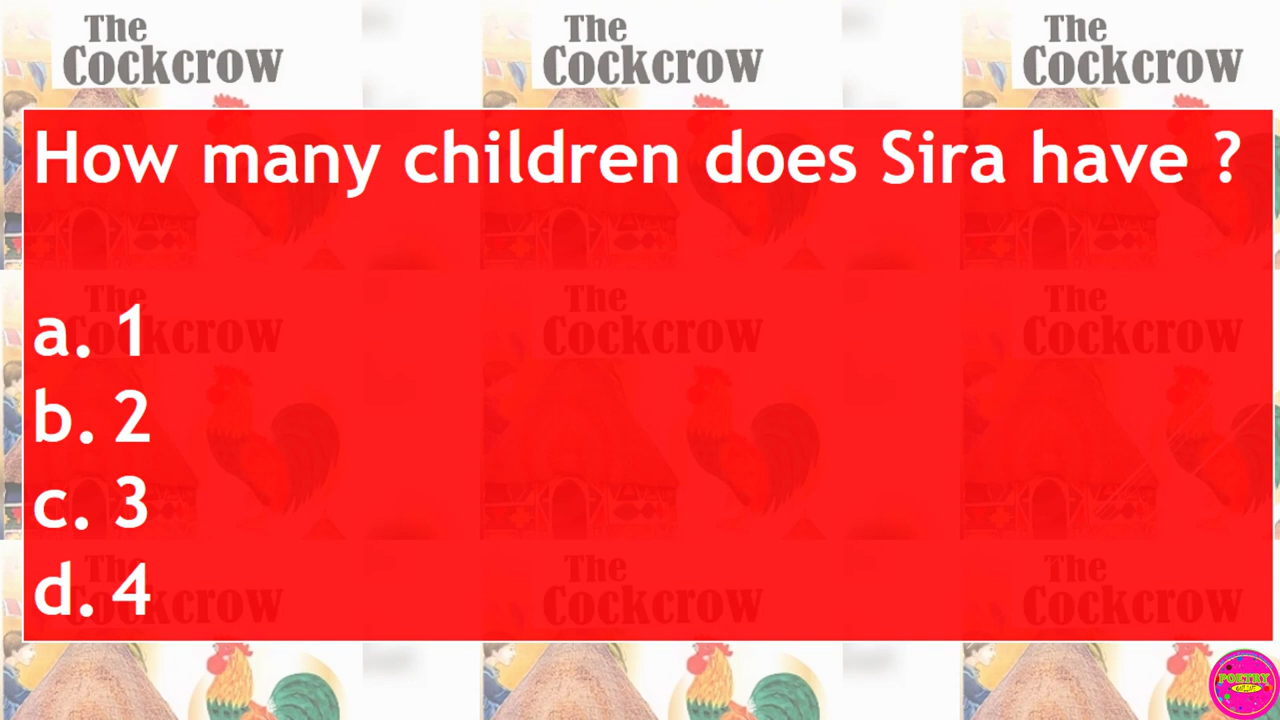 The The The
Cockcrow Cockcrow Cockcrow
How many children does Sira have ?
The The The
Cockcrow Cockcrow Cockcrow
a. 1
b. 2
c. 3
The The The
Cockcrow Cockcrow Cockcrow
d. 4
POETRY